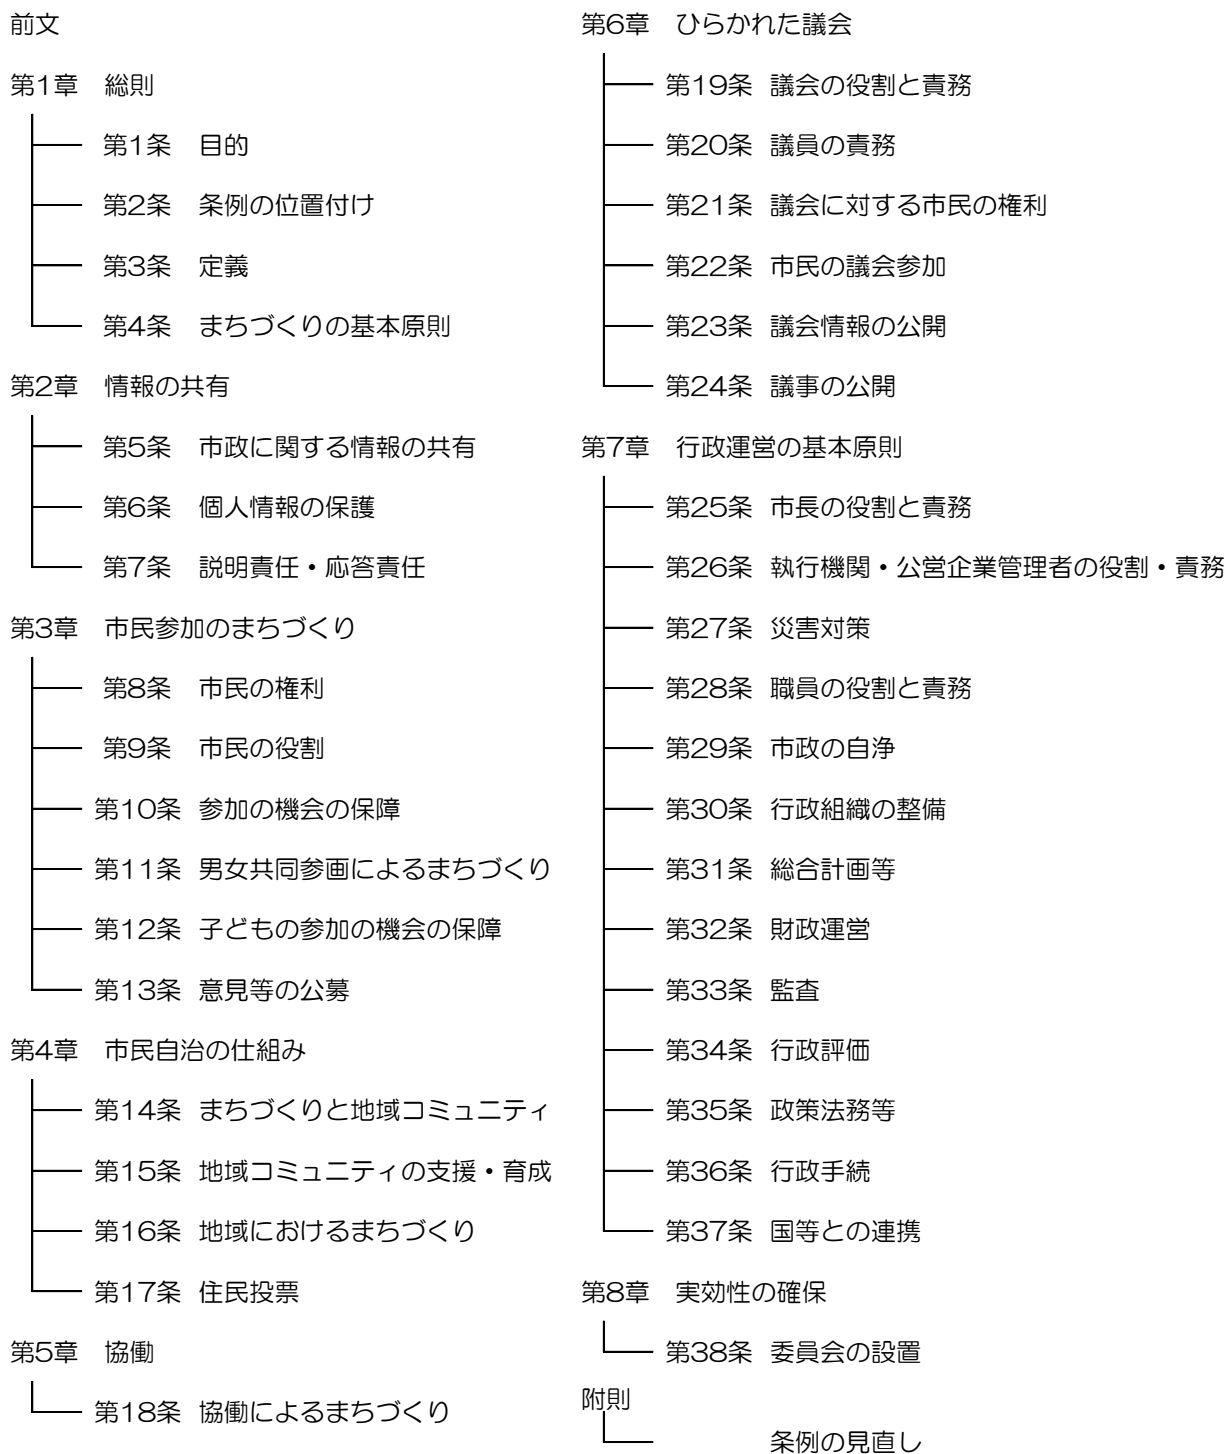 前文
第1章 総則
第1条 目的
第2条 条例の位置付け
第3条 定義
第4条 まちづくりの基本原則
第2章 情報の共有
第5条 市政に関する情報の共有
第6条 個人情報の保護
第7条 説明責任・応答責任
第3章 市民参加のまちづくり
第8条 市民の権利
第9条 市民の役割
第10条 参加の機会の保障
第11条 男女共同参画によるまちづくり
第12条 子どもの参加の機会の保障
第13条 意見等の公募
第4章 市民自治の仕組み
第14条 まちづくりと地域コミュニティ
第15条 地域コミュニティの支援・育成
第16条 地域におけるまちづくり
第17条 住民投票
第5章 協働
第18条 協働によるまちづくり
第6章 ひらかれた議会
第19条 議会の役割と責務
第20条 議員の責務
第21条 議会に対する市民の権利
第22条 市民の議会参加
第23条 議会情報の公開
第24条 議事の公開
第7章 行政運営の基本原則
第25条 市長の役割と責務
第26条 執行機関・公営企業管理者の役割・責務
第27条 災害対策
第28条 職員の役割と責務
第29条 市政の自浄
第30条 行政組織の整備
第31条 総合計画等
第32条 財政運営
第33条 監査
第34条 行政評価
第35条 政策法務等
第36条 行政手続
第37条 国等との連携
第8章 実効性の確保
第38条 委員会の設置
附則
条例の見直し